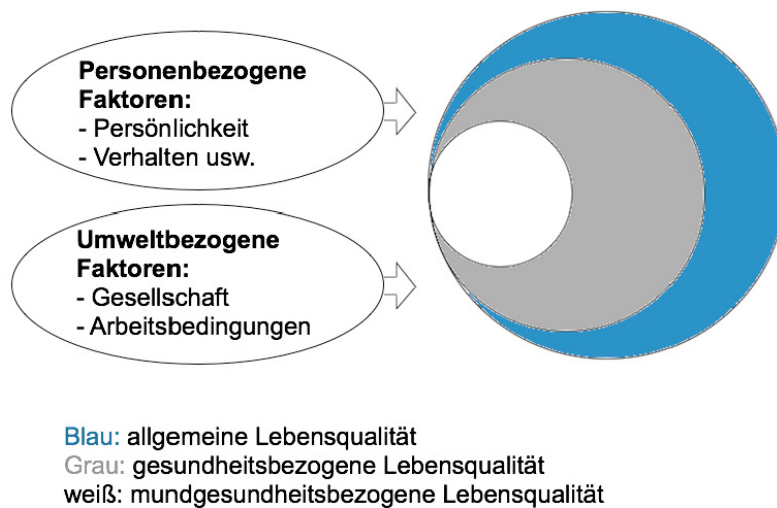 Personenbezogene
Faktoren:
- Persönlichkeit
- Verhalten usw.
Umweltbezogene
Faktoren:
- Gesellschaft
- Arbeitsbedingungen
Blau: allgemeine Lebensqualität
Grau: gesundheitsbezogene Lebensqualität
weiß: mundgesundheitsbezogene Lebensqualität